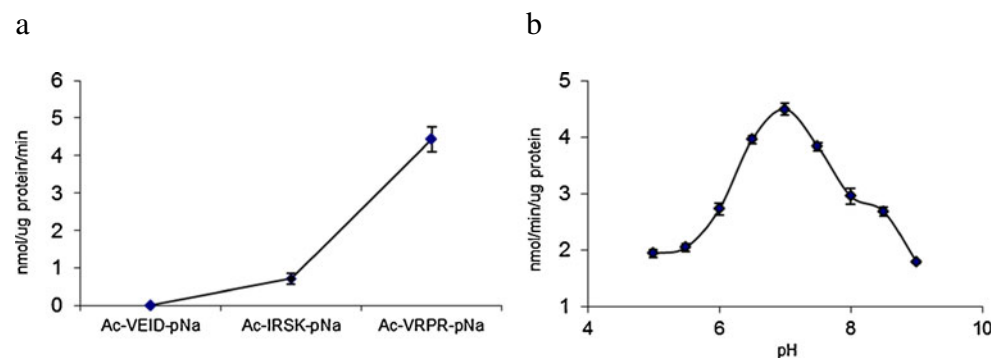 a
nmol/ug protein/min
6
5
4
3
2
1
0
Ac-VEID-pNa Ac-IRSK-pNa Ac-VRPR-pNa
b
nmol/min/ug protein
5
4
3
2
1
4 6 8 10
pH